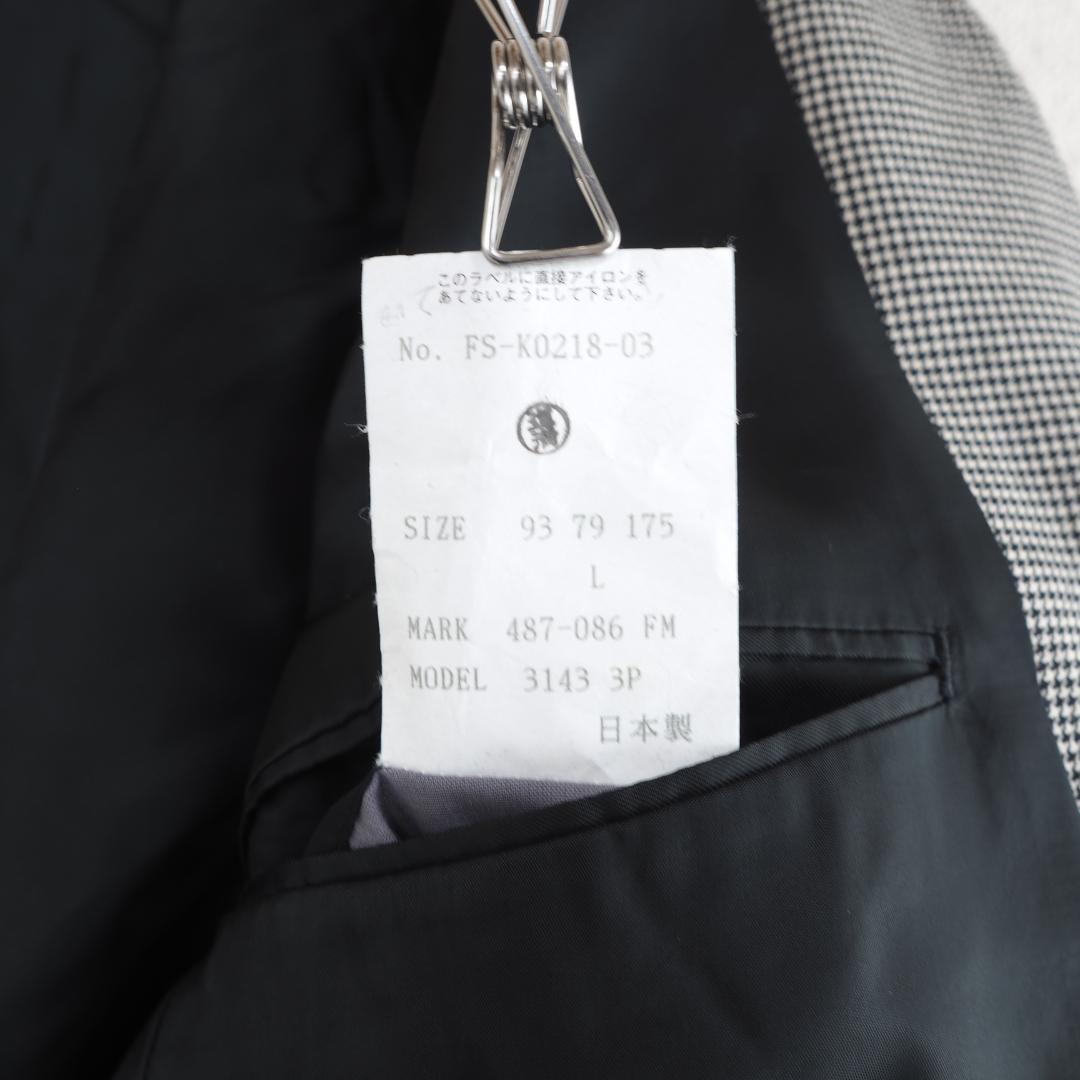 このラベルに直接アイロンを
あてないようにして下さい。
No. FS-K0218-03
SIZE 93 79 175
L
MARK 487-086 FM
MODEL 3143 3P
日本製